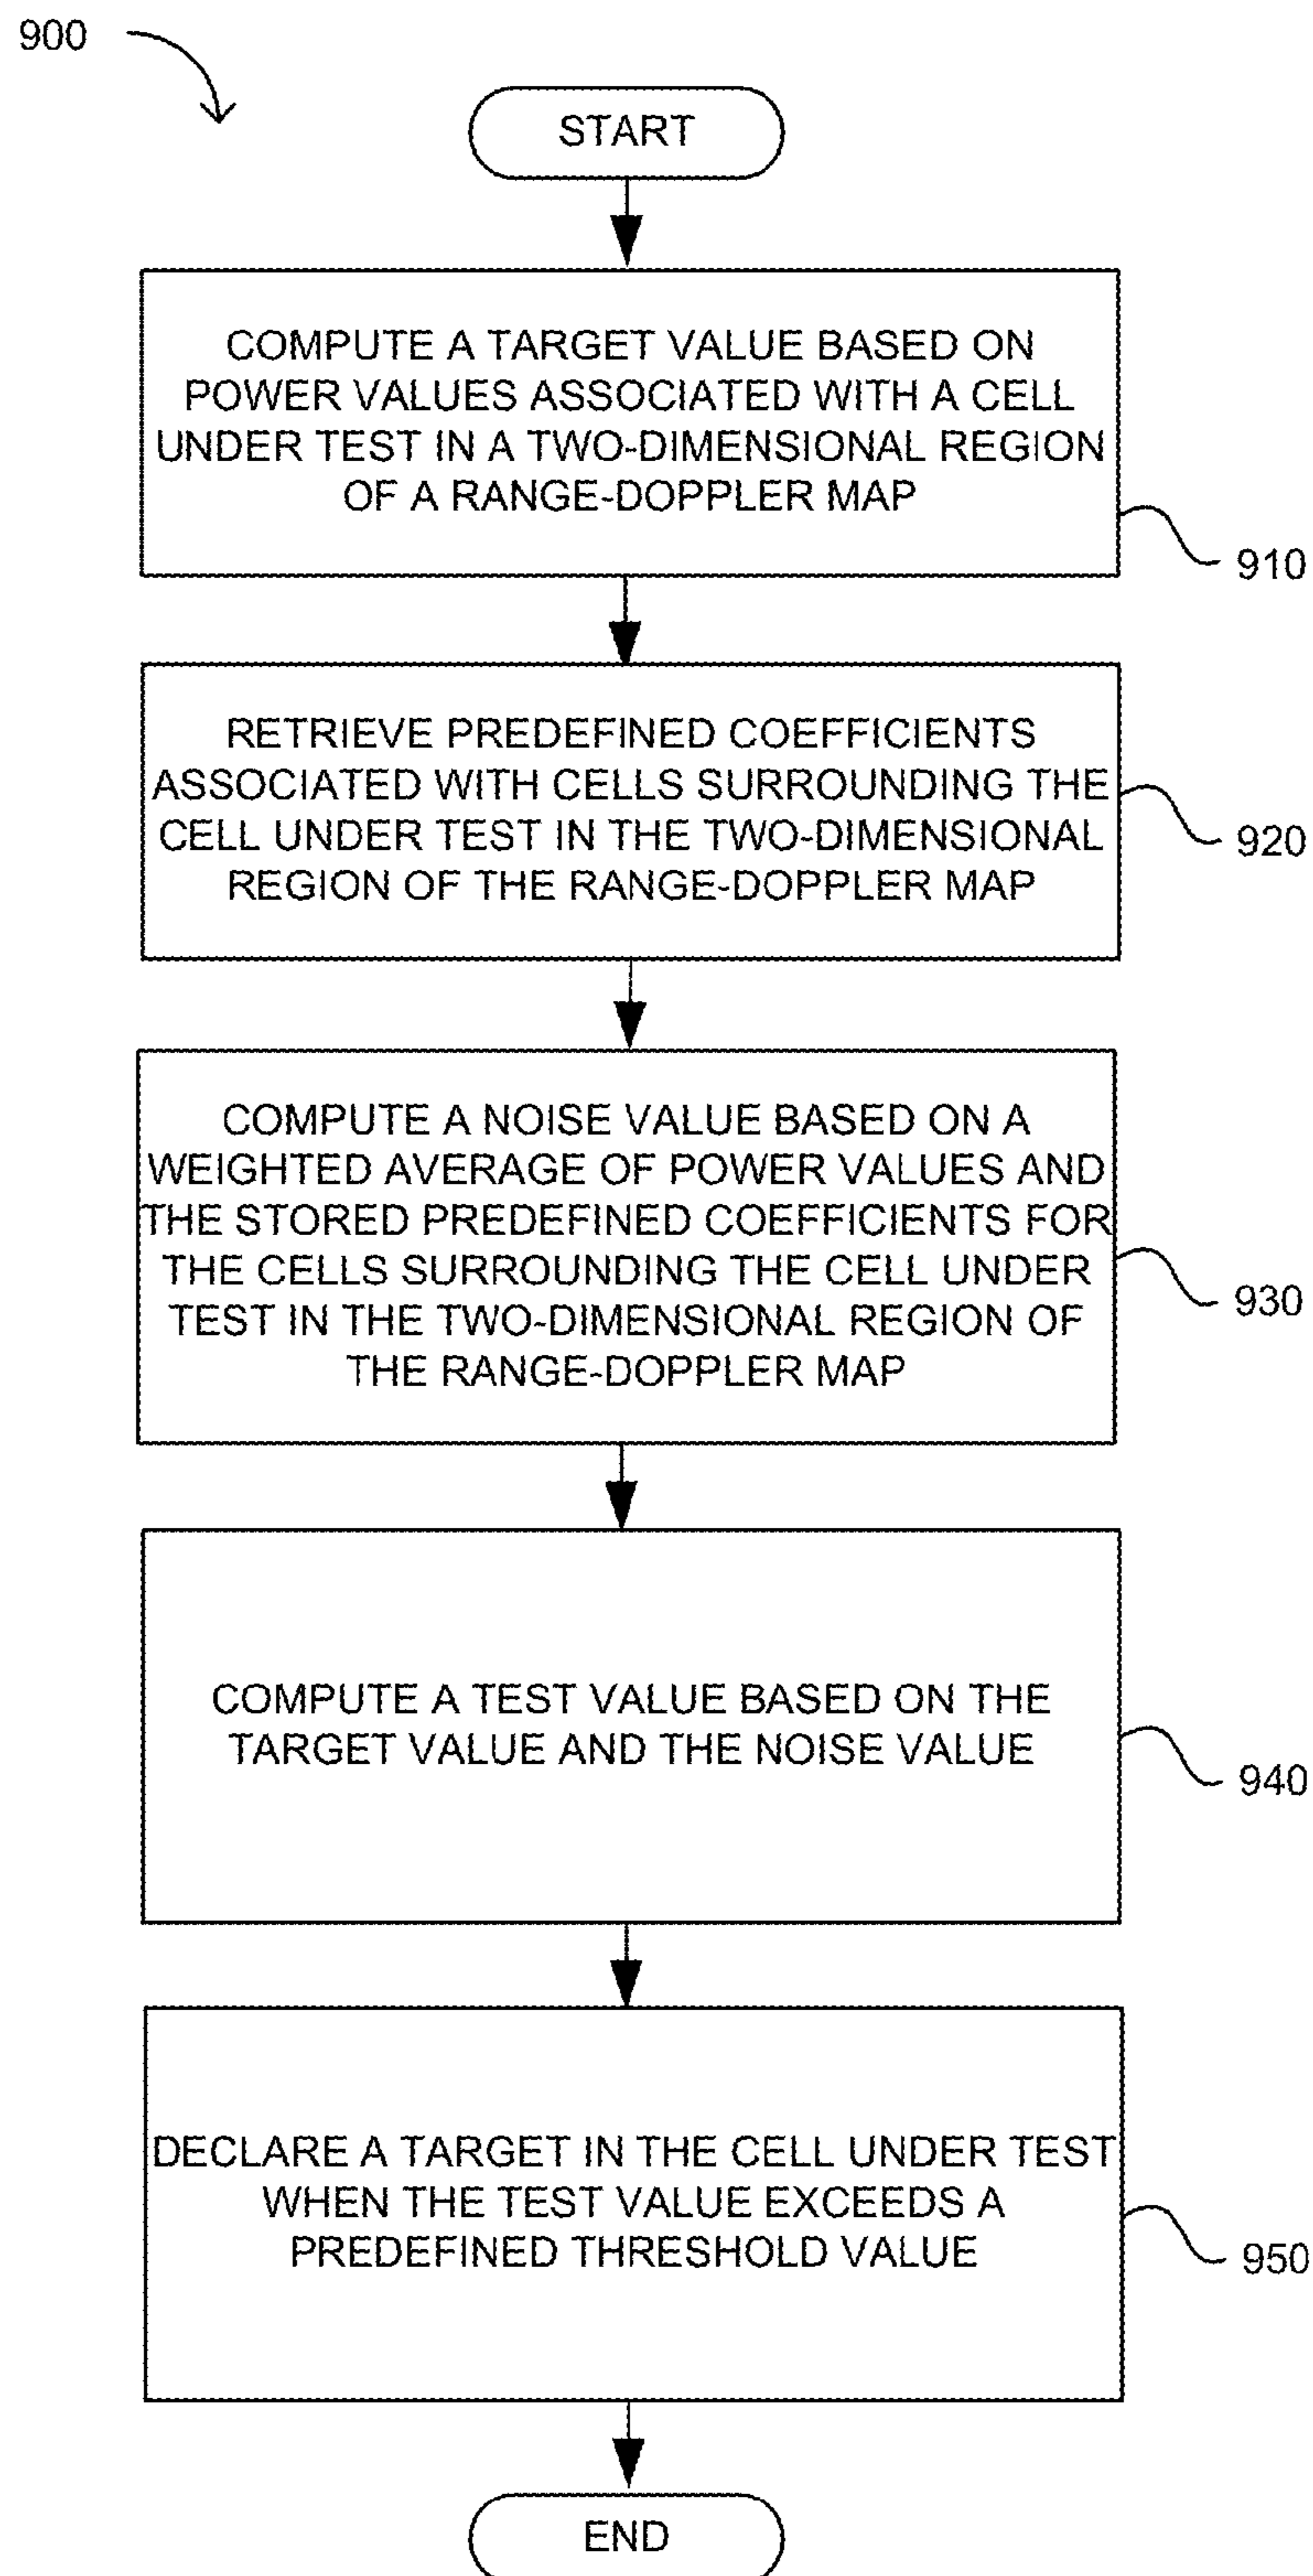 900
START
COMPUTE A TARGET VALUE BASED ON
POWER VALUES ASSOCIATED WITH A CELL
UNDER TEST IN A TWO-DIMENSIONAL REGION
OF A RANGE-DOPPLER MAP
910
RETRIEVE PREDEFINED COEFFICIENTS
ASSOCIATED WITH CELLS SURROUNDING THE
CELL UNDER TEST IN THE TWO-DIMENSIONAL
REGION OF THE RANGE-DOPPLER MAP
920
COMPUTE A NOISE VALUE BASED ON A
WEIGHTED AVERAGE OF POWER VALUES AND
THE STORED PREDEFINED COEFFICIENTS FOR
THE CELLS SURROUNDING THE CELL UNDER
TEST IN THE TWO-DIMENSIONAL REGION OF
THE RANGE-DOPPLER MAP
930
COMPUTE A TEST VALUE BASED ON THE
TARGET VALUE AND THE NOISE VALUE
940
DECLARE A TARGET IN THE CELL UNDER TEST
WHEN THE TEST VALUE EXCEEDS A
PREDEFINED THRESHOLD VALUE
950
END